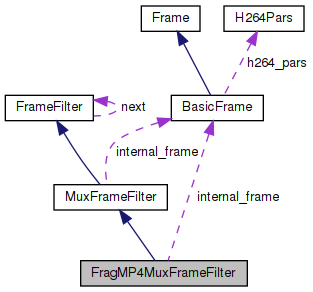 Frame
H264Pars
h264_pars
FrameFilter
next
BasicFrame
internal_frame
MuxFrameFilter
internal_frame
FragMP4MuxFrameFilter